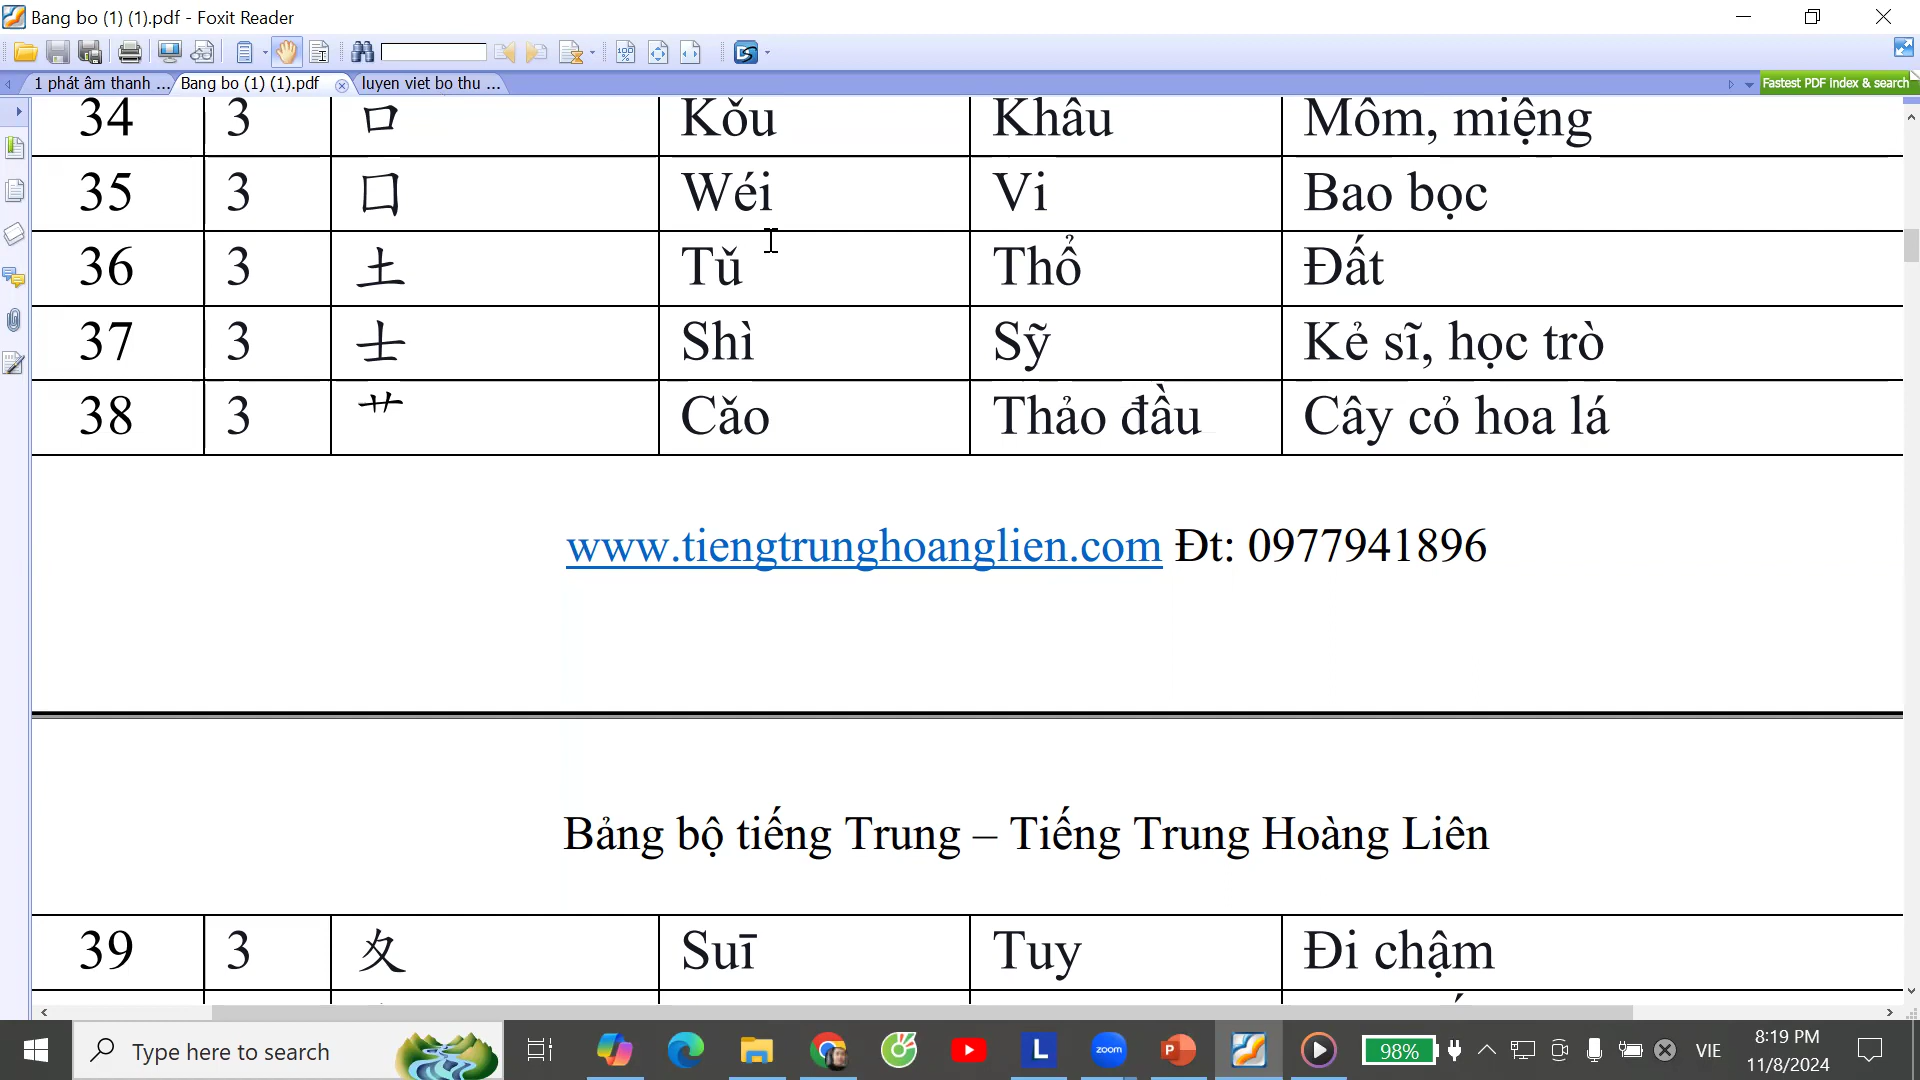 Bang bo (1) (1).pdf - Foxit Reader
1 phát âm thanh ... Bang bo (1) (1).pdf luyen viet bo thu ... Fastest PDF index & search
34 3 口 Kǒu Khâu Mồm, miệng
35 3 囗 Wéi Vi Bao bọc
36 3 土 Tǔ Thổ Đất
37 3 士 Shì Sỹ Kẻ sĩ, học trò
38 3 艹 Cǎo Thảo đầu Cây cỏ hoa lá
www.tiengtrunghoanglien.com Đt: 0977941896
Bảng bộ tiếng Trung – Tiếng Trung Hoàng Liên
39 3 夊 Suī Tuy Đi chậm
Type here to search L zoom P 98% VIE 8:19 PM
11/8/2024